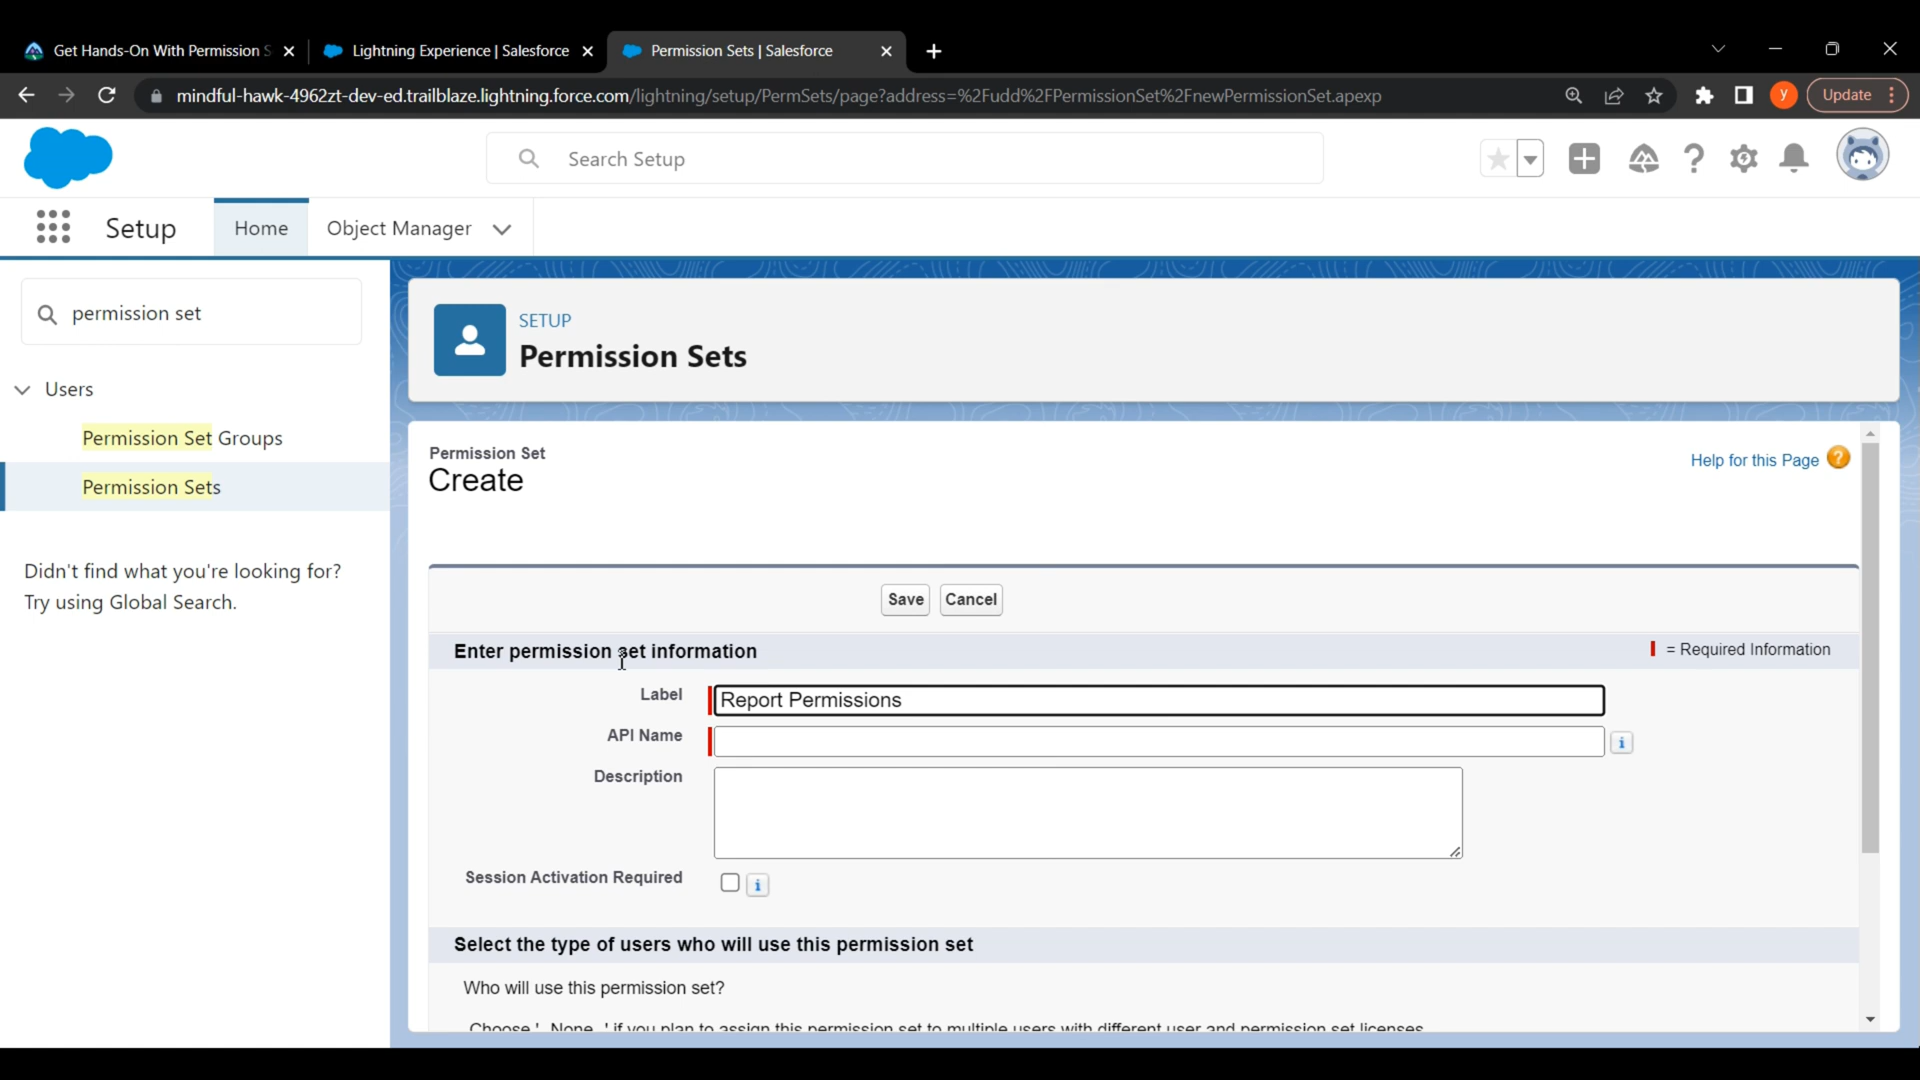 Get Hands-On With Permission S
Lightning Experience | Salesforce
Permission Sets | Salesforce
mindful-hawk-4962zt-dev-ed.trailblaze.lightning.force.com/lightning/setup/PermSets/page?address=%2Fudd%2FPermissionSet%2FnewPermissionSet.apexp
y
Update
Search Setup
Setup
Home
Object Manager
permission set
Users
Permission Set Groups
Permission Sets
Didn't find what you're looking for?
Try using Global Search.
SETUP
Permission Sets
Permission Set
Create
Help for this Page
Save
Cancel
Enter permission set information
= Required Information
Label
Report Permissions
API Name
Description
Session Activation Required
Select the type of users who will use this permission set
Who will use this permission set?
Choose '--None--' if you plan to assign this permission set to multiple users with different user and permission set licenses.